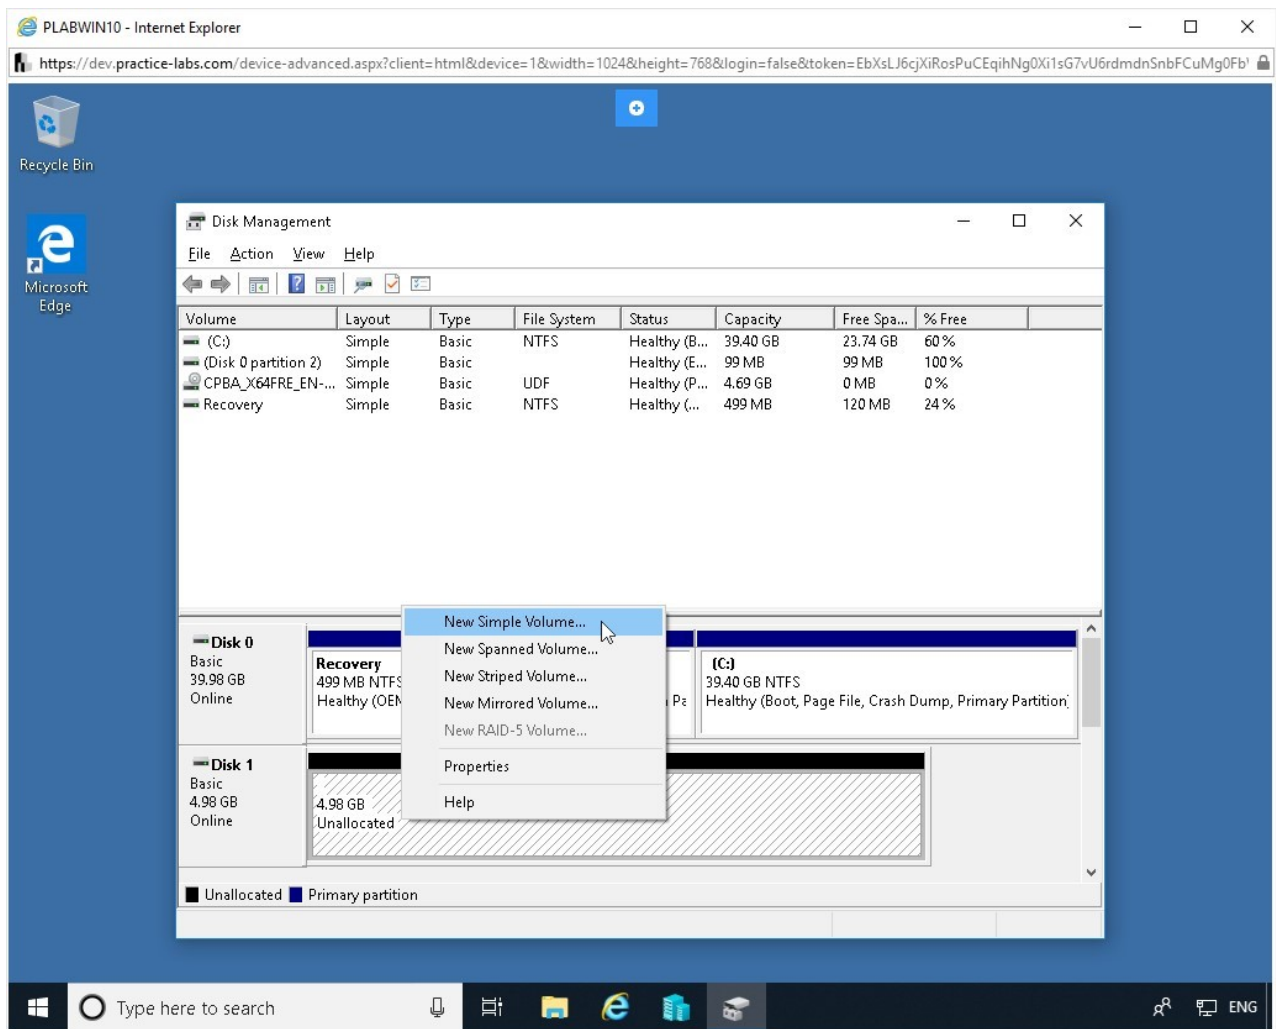 PLABWIN10 - Internet Explorer
https://dev.practice-labs.com/device-advanced.aspx?client=html&device=1&width=1024&height=768&login=false&token=EbXsLJ6cjXiRosPuCEqihNg0Xi1sG7vU6rdmdnSnbFCuMg0Fb
Recycle Bin
Microsoft
Edge
Disk Management
File Action View Help
Volume Layout Type File System Status Capacity Free Spa... % Free
(C:) Simple Basic NTFS Healthy (B... 39.40 GB 23.74 GB 60 %
(Disk 0 partition 2) Simple Basic Healthy (E... 99 MB 99 MB 100 %
CPBA_X64FRE_EN-... Simple Basic UDF Healthy (P... 4.69 GB 0 MB 0 %
Recovery Simple Basic NTFS Healthy (... 499 MB 120 MB 24 %
New Simple Volume...
New Spanned Volume...
New Striped Volume...
New Mirrored Volume...
New RAID-5 Volume...
Properties
Help
Disk 0
Basic
39.98 GB
Online
Recovery
499 MB NTFS
Healthy (OEM
(C:)
39.40 GB NTFS
Healthy (Boot, Page File, Crash Dump, Primary Partition)
Disk 1
Basic
4.98 GB
Online
4.98 GB
Unallocated
Unallocated Primary partition
Type here to search
ENG